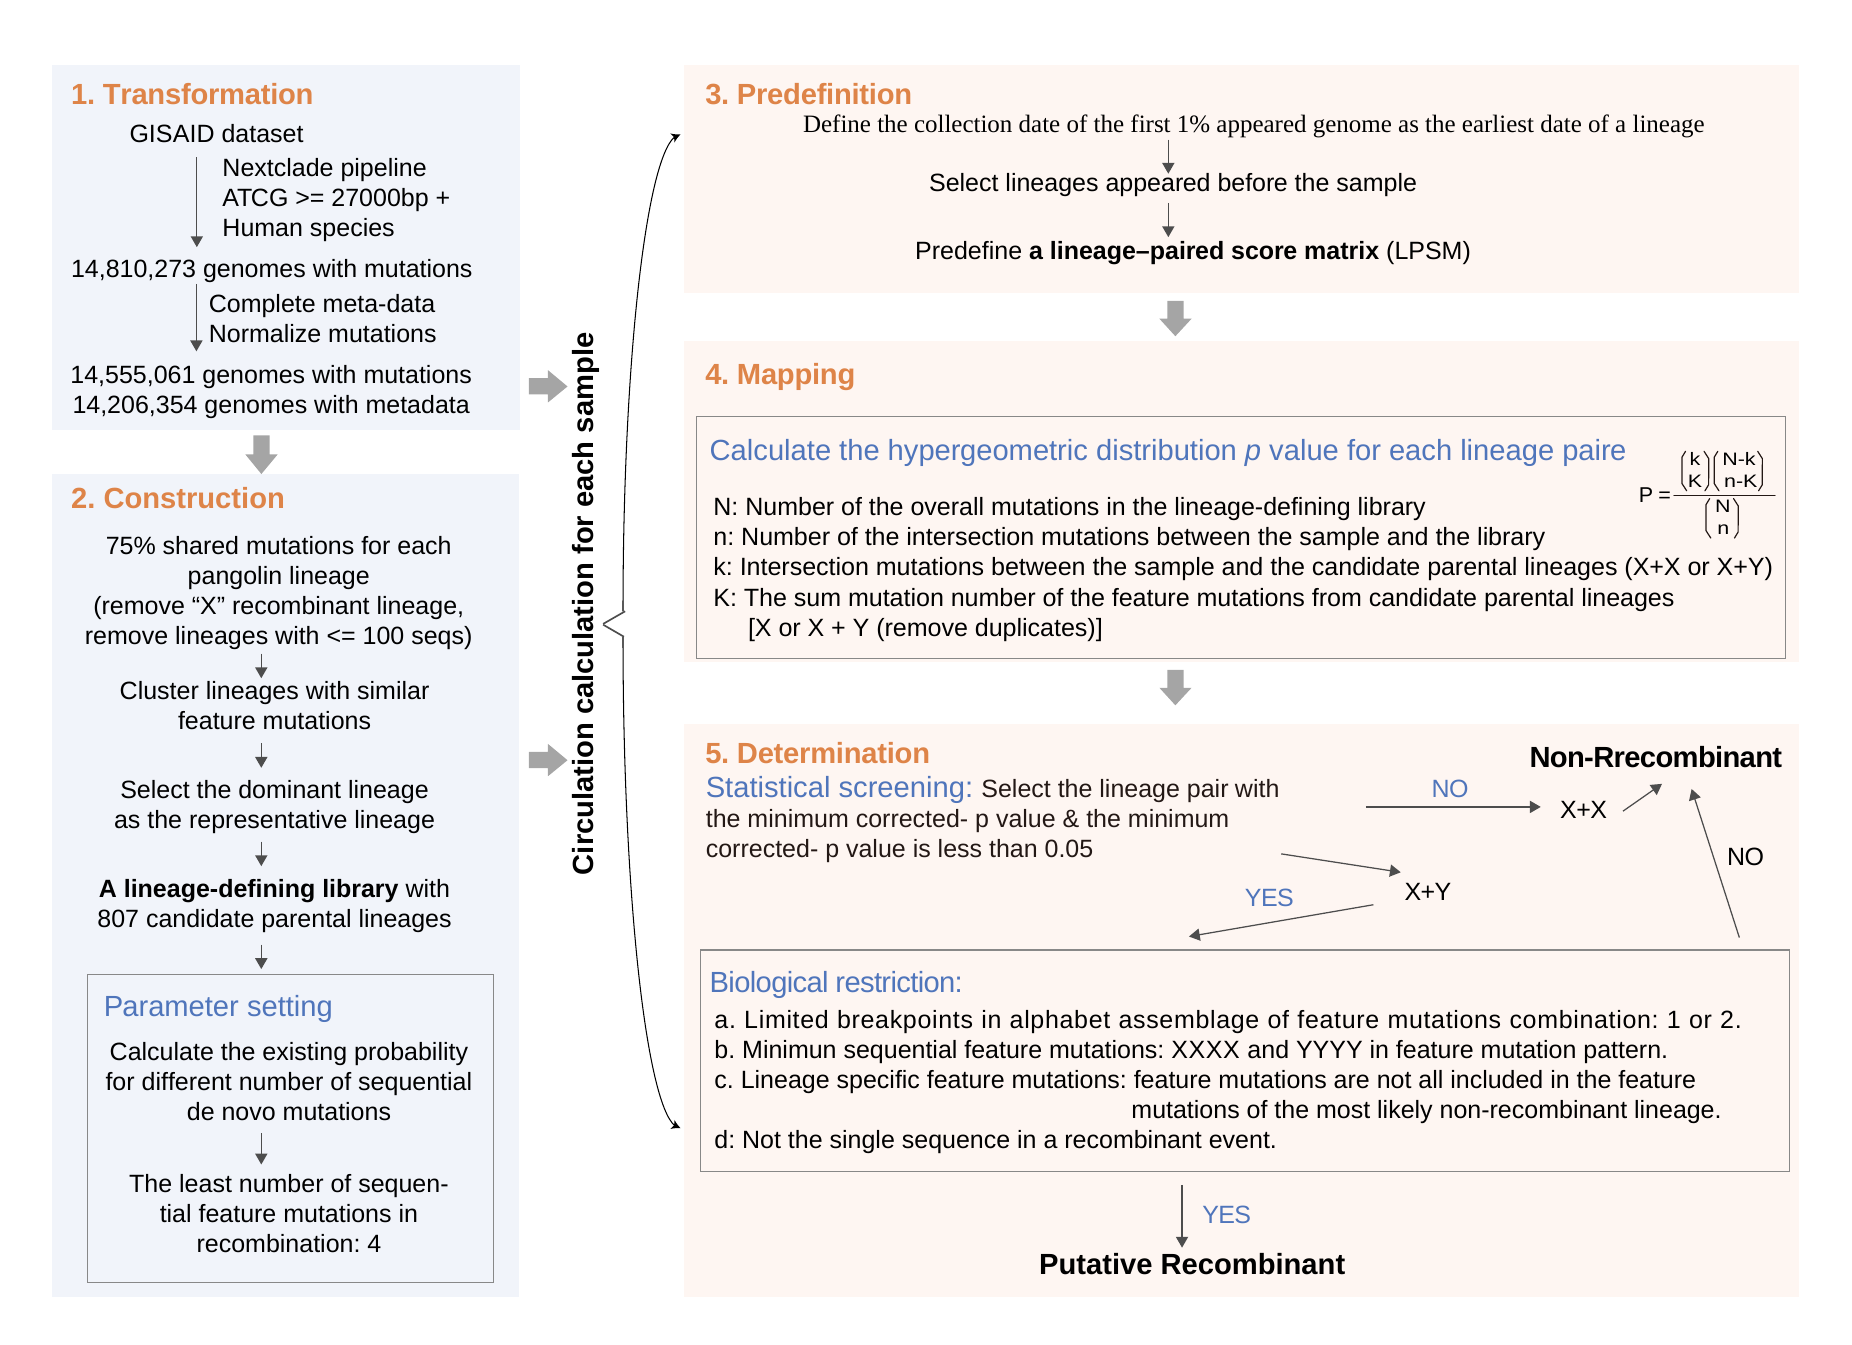 1. Transformation
GISAID dataset
Nextclade pipeline
ATCG >= 27000bp +
Human species
14,810,273 genomes with mutations
Complete meta-data
Normalize mutations
14,555,061 genomes with mutations
14,206,354 genomes with metadata
2. Construction
75% shared mutations for each
pangolin lineage
(remove “X” recombinant lineage,
remove lineages with <= 100 seqs)
Cluster lineages with similar
feature mutations
Select the dominant lineage
as the representative lineage
A lineage-defining library with
807 candidate parental lineages
Parameter setting
Calculate the existing probability
for different number of sequential
de novo mutations
The least number of sequen-
tial feature mutations in
recombination: 4
Circulation calculation for each sample
3. Predefinition
Define the collection date of the first 1% appeared genome as the earliest date of a lineage
Select lineages appeared before the sample
Predefine a lineage–paired score matrix (LPSM)
4. Mapping
Calculate the hypergeometric distribution p value for each lineage paire
k N-k
K n-K
P =
N
n
N: Number of the overall mutations in the lineage-defining library
n: Number of the intersection mutations between the sample and the library
k: Intersection mutations between the sample and the candidate parental lineages (X+X or X+Y)
K: The sum mutation number of the feature mutations from candidate parental lineages
[X or X + Y (remove duplicates)]
5. Determination
Statistical screening: Select the lineage pair with
the minimum corrected- p value & the minimum
corrected- p value is less than 0.05
NO
X+X
Non-Rrecombinant
NO
X+Y
YES
Biological restriction:
a. Limited breakpoints in alphabet assemblage of feature mutations combination: 1 or 2.
b. Minimun sequential feature mutations: XXXX and YYYY in feature mutation pattern.
c. Lineage specific feature mutations: feature mutations are not all included in the feature
mutations of the most likely non-recombinant lineage.
d: Not the single sequence in a recombinant event.
YES
Putative Recombinant